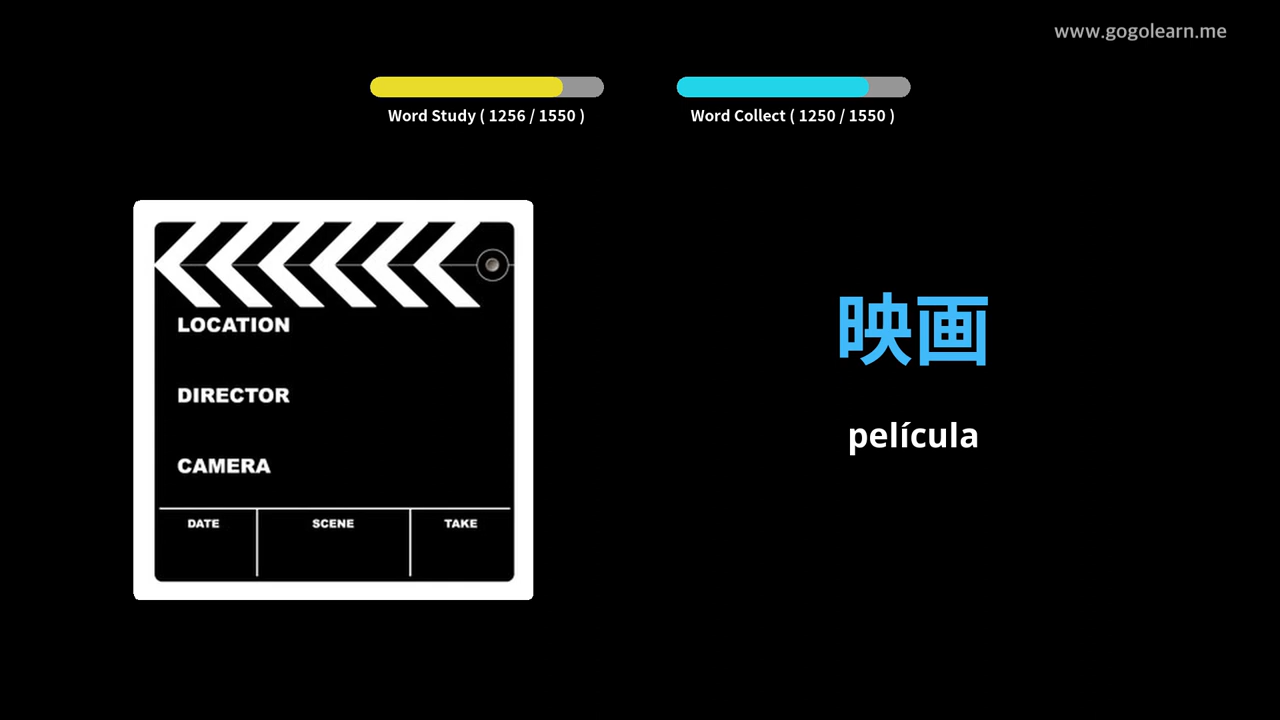 www.gogolearn.me
Word Study ( 1256 / 1550 )
Word Collect ( 1250 / 1550 )
LOCATION
DIRECTOR
CAMERA
DATE
SCENE
TAKE
映画
película